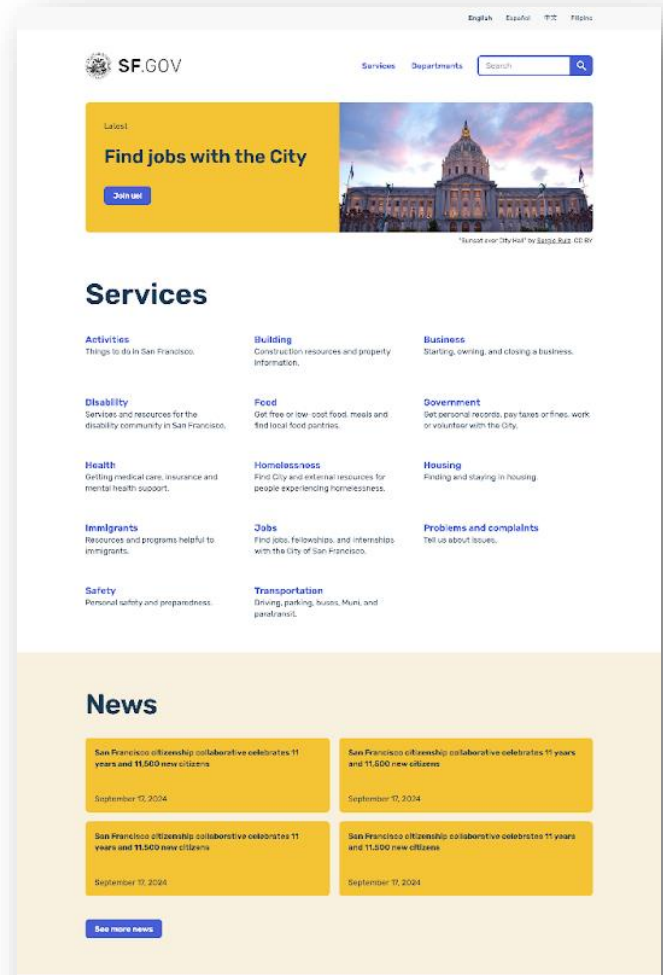 English Español 中文 Filipino
SF.GOV
Services Departments Search
Latest
Find jobs with the City
Join us!
"Sunset over City Hall" by Sergio Ruiz, CC BY
Services
Activities
Things to do in San Francisco.
Building
Construction resources and property
information.
Business
Starting, owning, and closing a business.
Disability
Services and resources for the
disability community in San Francisco.
Food
Get free or low-cost food, meals and
find local food pantries.
Government
Get personal records, pay taxes or fines, work
or volunteer with the City.
Health
Getting medical care, insurance and
mental health support.
Homelessness
Find City and external resources for
people experiencing homelessness.
Housing
Finding and staying in housing.
Immigrants
Resources and programs helpful to
immigrants.
Jobs
Find jobs, fellowships, and internships
with the City of San Francisco.
Problems and complaints
Tell us about issues.
Safety
Personal safety and preparedness.
Transportation
Driving, parking, buses, Muni, and
paratransit.
News
San Francisco citizenship collaborative celebrates 11
years and 11,500 new citizens
September 17, 2024
San Francisco citizenship collaborative celebrates 11 years
and 11,500 new citizens
September 17, 2024
San Francisco citizenship collaborative celebrates 11
years and 11,500 new citizens
September 17, 2024
San Francisco citizenship collaborative celebrates 11 years
and 11,500 new citizens
September 17, 2024
See more news